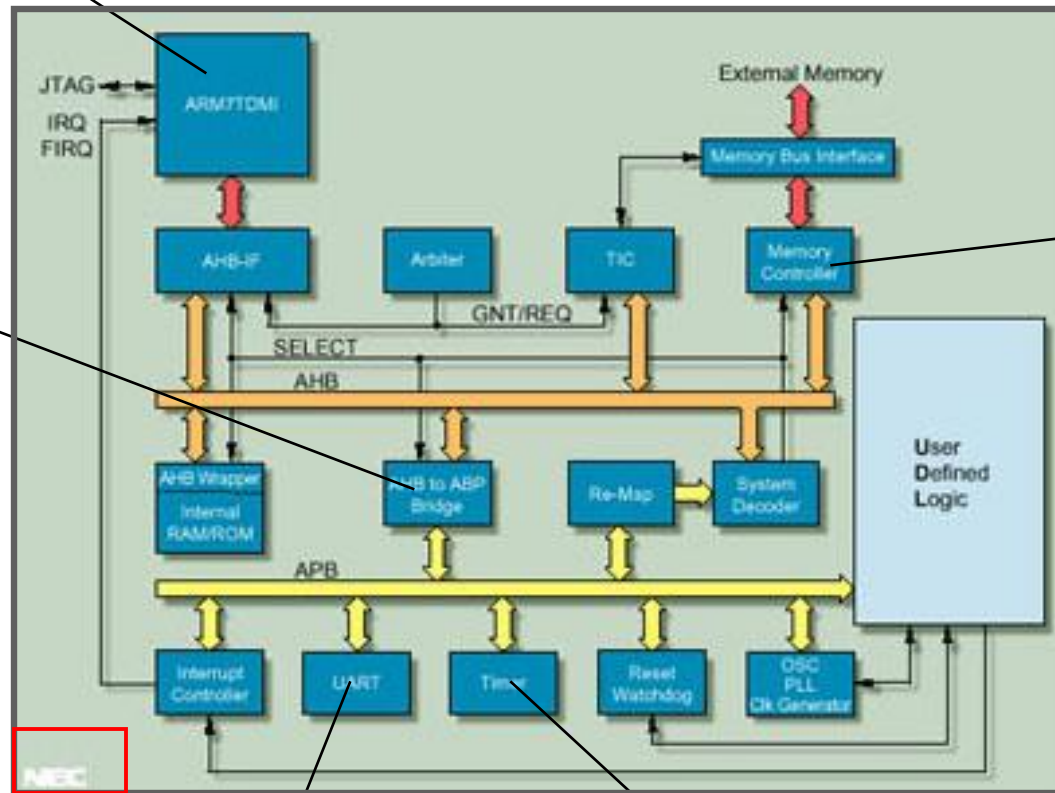 JTAG
IRQ
FIRQ
ARM7TDMI
External Memory
Memory Bus Interface
AHB-IF
Arbiter
TIC
Memory
Controller
GNT/REQ
SELECT
AHB
User
Defined
Logic
AHB Wrapper
Internal
RAM/ROM
AHB to ABP
Bridge
Re-Map
System
Decoder
APB
Interrupt
Controller
UART
Timer
Reset
Watchdog
OSC
PLL
Clk Generator
NEC